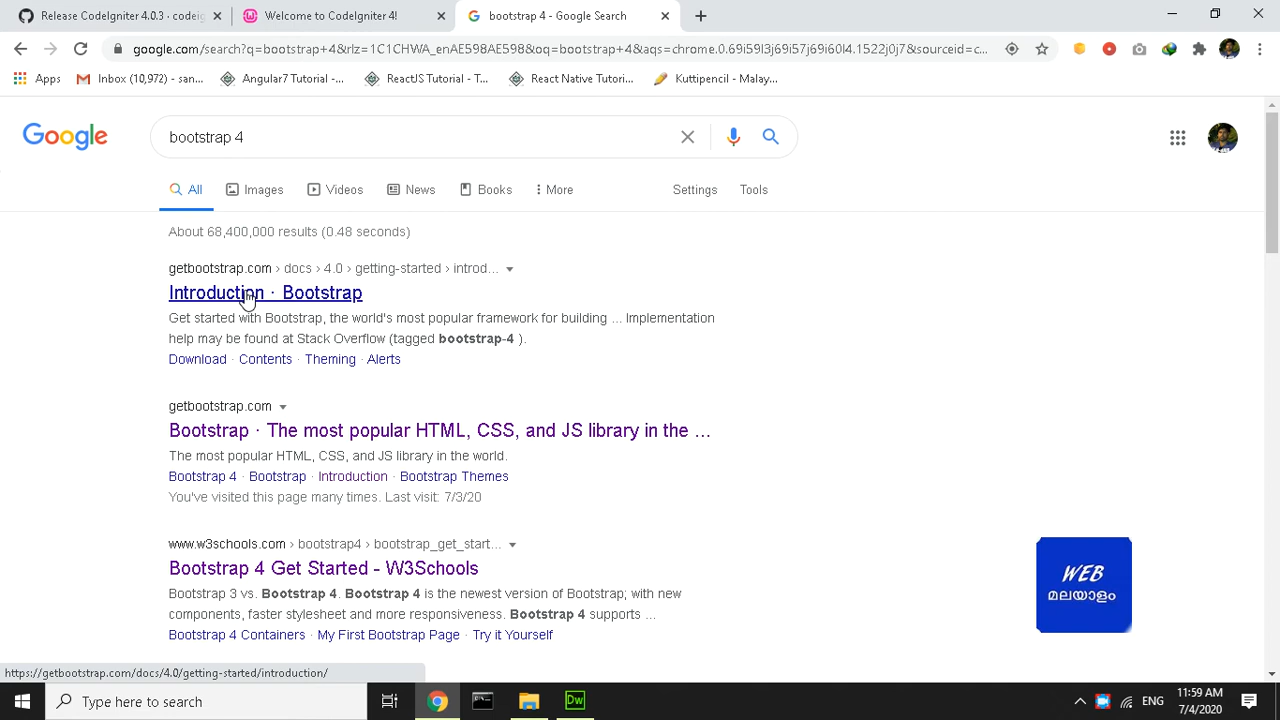 Release CodeIgniter 4.0.3 · codeig
Welcome to CodeIgniter 4!
bootstrap 4 - Google Search
google.com/search?q=bootstrap+4&rlz=1C1CHWA_enAE598AE598&oq=bootstrap+4&aqs=chrome.0.69i59l3j69i57j69i60l4.1522j0j7&sourceid=c...
Apps
Inbox (10,972) - san...
Angular7 Tutorial -...
ReactJS Tutorial - T...
React Native Tutori...
Kuttipencil - Malay...
Google
bootstrap 4
All
Images
Videos
News
Books
More
Settings
Tools
About 68,400,000 results (0.48 seconds)
getbootstrap.com › docs › 4.0 › getting-started › introd...
Introduction · Bootstrap
Get started with Bootstrap, the world's most popular framework for building ... Implementation
help may be found at Stack Overflow (tagged bootstrap-4 ).
Download · Contents · Theming · Alerts
getbootstrap.com
Bootstrap · The most popular HTML, CSS, and JS library in the ...
The most popular HTML, CSS, and JS library in the world.
Bootstrap 4 · Bootstrap · Introduction · Bootstrap Themes
You've visited this page many times. Last visit: 7/3/20
www.w3schools.com › bootstrap4 › bootstrap_get_start...
Bootstrap 4 Get Started - W3Schools
Bootstrap 3 vs. Bootstrap 4. Bootstrap 4 is the newest version of Bootstrap; with new
components, faster stylesheet and more responsiveness. Bootstrap 4 supports ...
Bootstrap 4 Containers · My First Bootstrap Page · Try it Yourself
WEB
മലയാളം
https://getbootstrap.com/docs/4.0/getting-started/introduction/
Type here to search
Dw
ENG
11:59 AM
7/4/2020